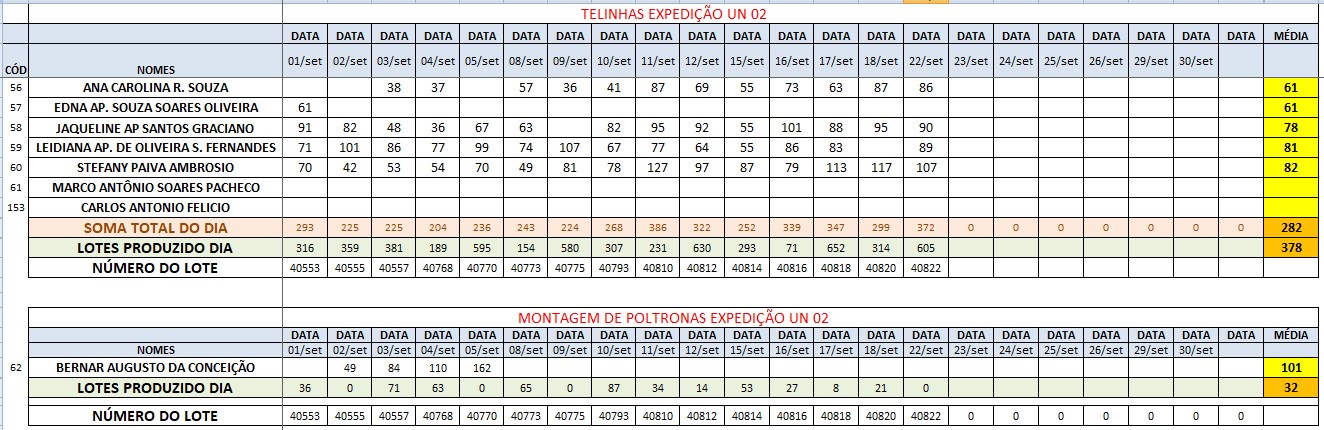 TELINHAS EXPEDIÇÃO UN 02
DATA DATA DATA DATA DATA DATA DATA DATA DATA DATA DATA DATA DATA DATA DATA DATA DATA DATA DATA DATA DATA DATA MÉDIA
CÓD NOMES 01/set 02/set 03/set 04/set 05/set 08/set 09/set 10/set 11/set 12/set 15/set 16/set 17/set 18/set 22/set 23/set 24/set 25/set 26/set 29/set 30/set
56 ANA CAROLINA R. SOUZA 38 37 57 36 41 87 69 55 73 63 87 86 61
57 EDNA AP. SOUZA SOARES OLIVEIRA 61 61
58 JAQUELINE AP SANTOS GRACIANO 91 82 48 36 67 63 82 95 92 55 101 88 95 90 78
59 LEIDIANA AP. DE OLIVEIRA S. FERNANDES 71 101 86 77 99 74 107 67 77 64 55 86 83 89 81
60 STEFANY PAIVA AMBROSIO 70 42 53 54 70 49 81 78 127 97 87 79 113 117 107 82
61 MARCO ANTÔNIO SOARES PACHECO
153 CARLOS ANTONIO FELICIO
SOMA TOTAL DO DIA 293 225 225 204 236 243 224 268 386 322 252 339 347 299 372 0 0 0 0 0 0 0 282
LOTES PRODUZIDO DIA 316 359 381 189 595 154 580 307 231 630 293 71 652 314 605 378
NÚMERO DO LOTE 40553 40555 40557 40768 40770 40773 40775 40793 40810 40812 40814 40816 40818 40820 40822
MONTAGEM DE POLTRONAS EXPEDIÇÃO UN 02
DATA DATA DATA DATA DATA DATA DATA DATA DATA DATA DATA DATA DATA DATA DATA DATA DATA DATA DATA DATA DATA DATA MÉDIA
NOMES 01/set 02/set 03/set 04/set 05/set 08/set 09/set 10/set 11/set 12/set 15/set 16/set 17/set 18/set 22/set 23/set 24/set 25/set 26/set 29/set 30/set
62 BERNAR AUGUSTO DA CONCEIÇÃO 49 84 110 162 101
LOTES PRODUZIDO DIA 36 0 71 63 0 65 0 87 34 14 53 27 8 21 0 32
NÚMERO DO LOTE 40553 40555 40557 40768 40770 40773 40775 40793 40810 40812 40814 40816 40818 40820 40822 0 0 0 0 0 0 0